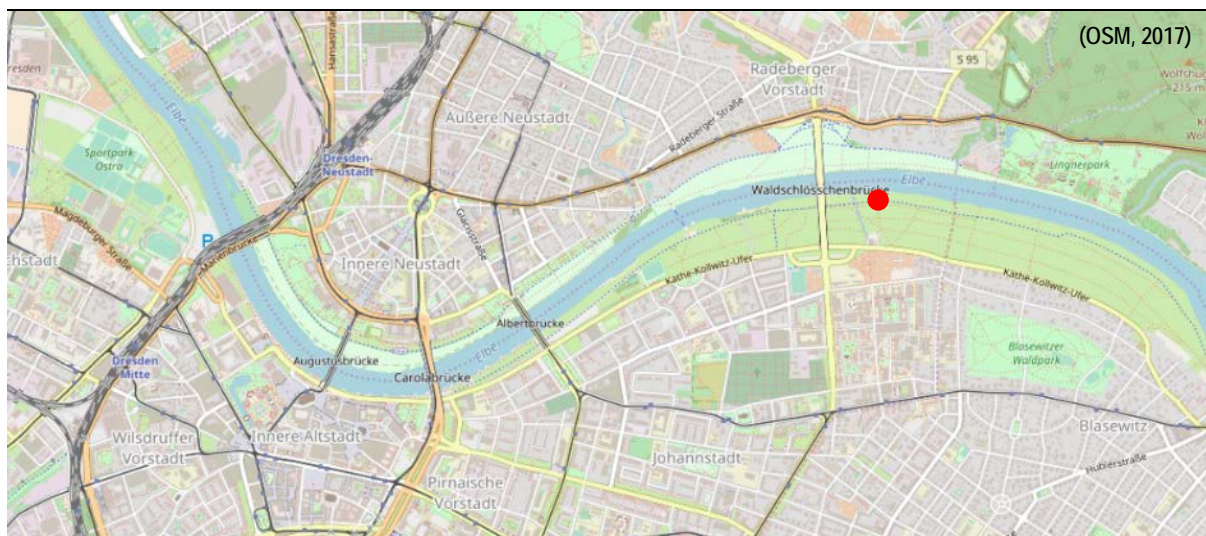 (OSM, 2017)
Hansastraße
S 95
Radeberger
Vorstadt
Elbe
Äußere Neustadt
Radeberger Straße
Sportpark
Ostra
Dresden-
Neustadt
Lingnerpark
Waldschlösschenbrücke
Elbe
Magdeburger Straße
Glacisstraße
P
Marienbrücke
Innere Neustadt
Käthe-Kollwitz-Ufer
Käthe-Kollwitz-Ufer
Albertbrücke
Elbe
Blasewitzer
Waldpark
Dresden
Mitte
Augustusbrücke
Carolabrücke
Wilsdruffer
Vorstadt
Innere Altstadt
Johannstadt
Blasewitz
Hüblerstraße
Pirnaische
Vorstadt